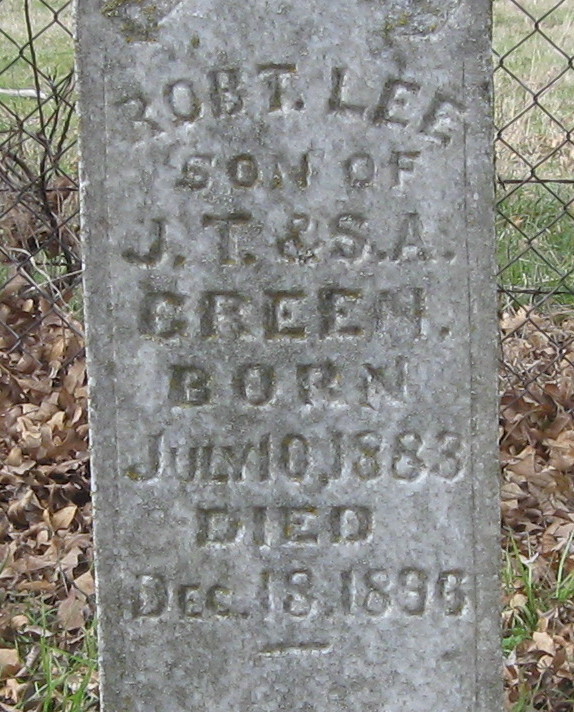 ROBT. LEE
SON OF
J. T. & S. A.
GREEN.
BORN
JULY 10, 1883
DIED
DEC. 18, 1896